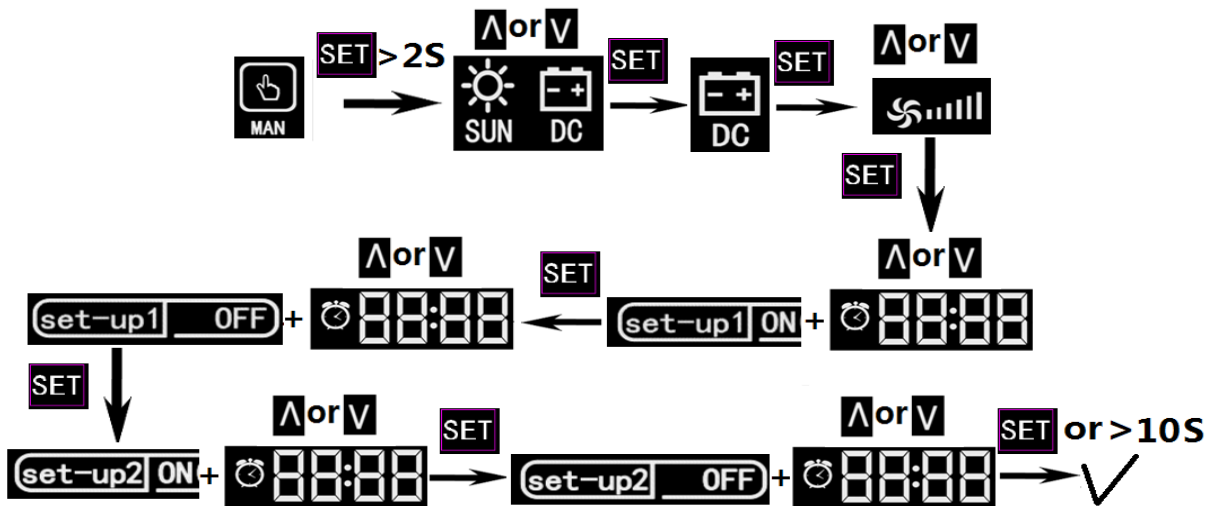 ∧ or ∨
∧ or ∨
SET >2S
SET
SET
MAN
SUN
DC
- +
- +
DC
SET
∧ or ∨
∧ or ∨
SET
set-up1 OFF + 88:88
set-up1 ON + 88:88
SET
∧ or ∨
∧ or ∨
SET
SET or >10S
set-up2 ON + 88:88
set-up2 OFF + 88:88